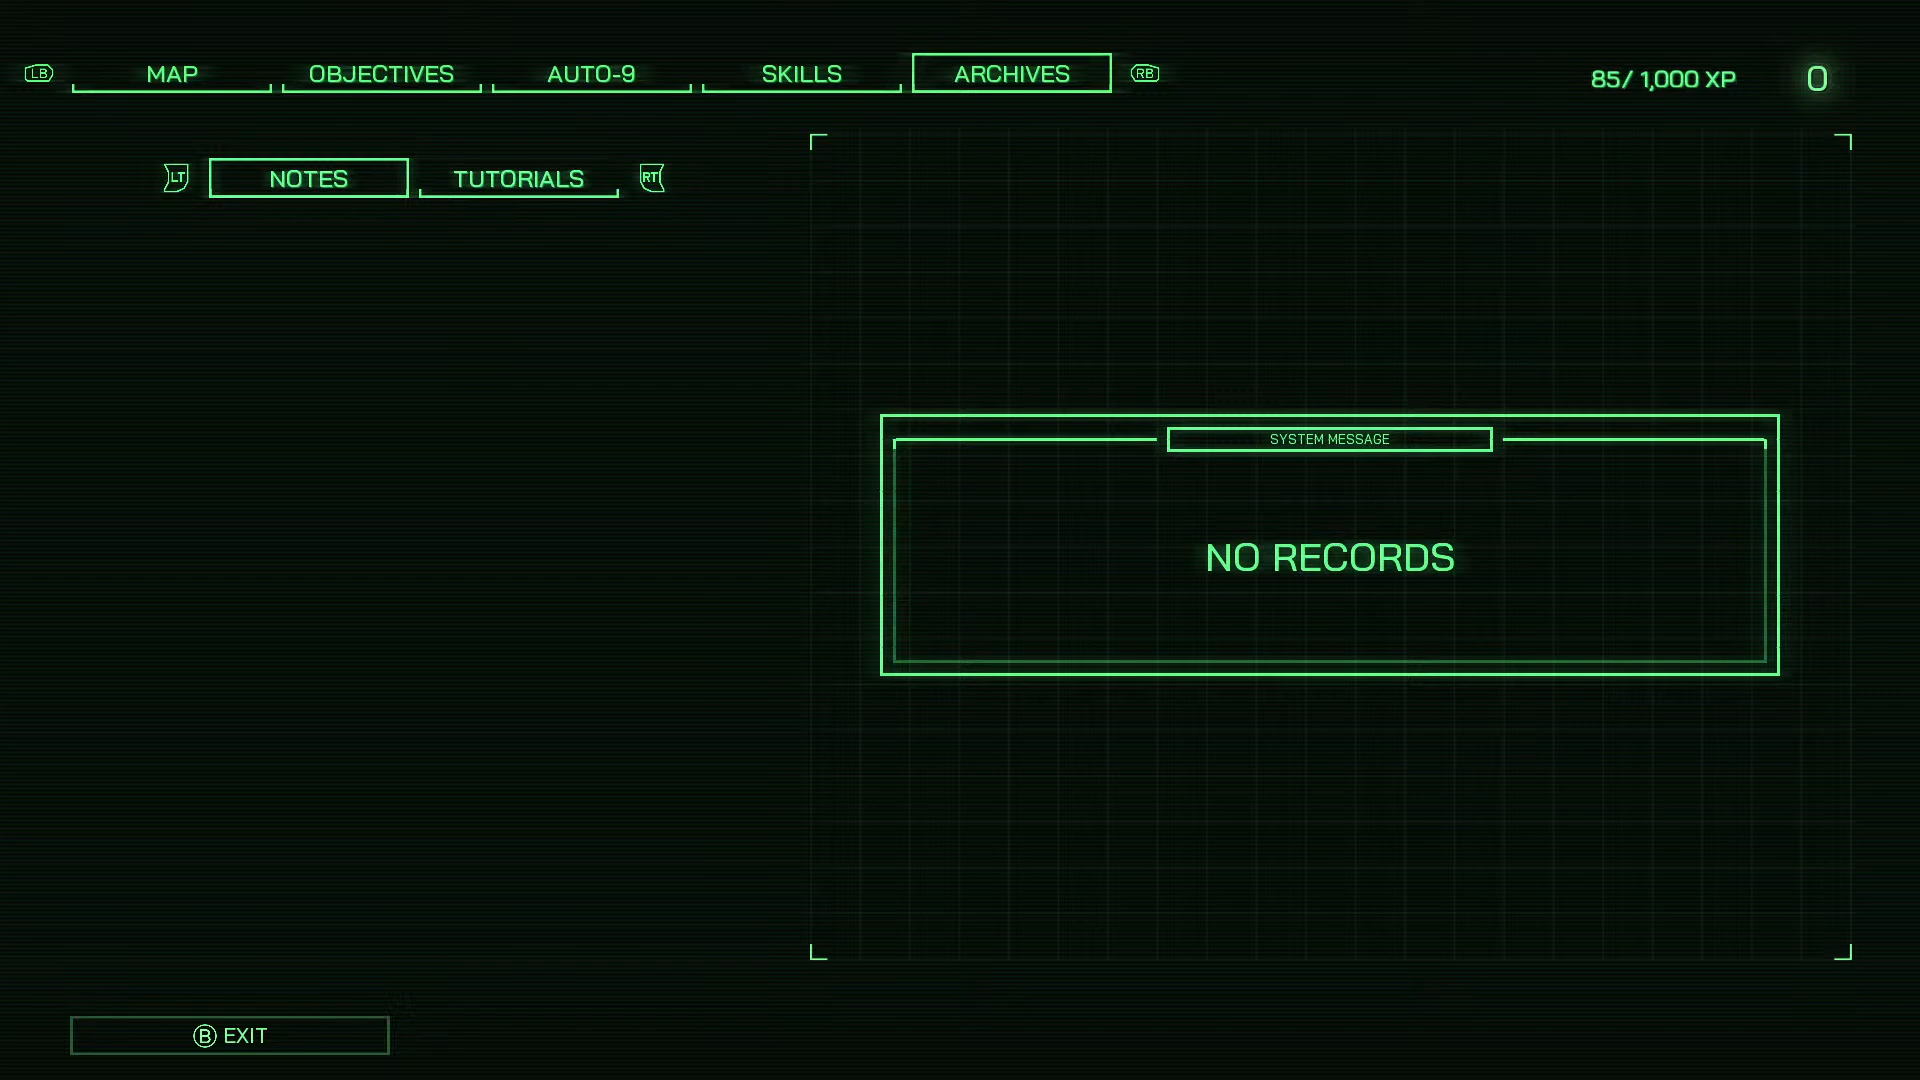 LB MAP OBJECTIVES AUTO-9 SKILLS ARCHIVES RB 85/ 1,000 XP 0
LT NOTES TUTORIALS RT
SYSTEM MESSAGE
NO RECORDS
B EXIT